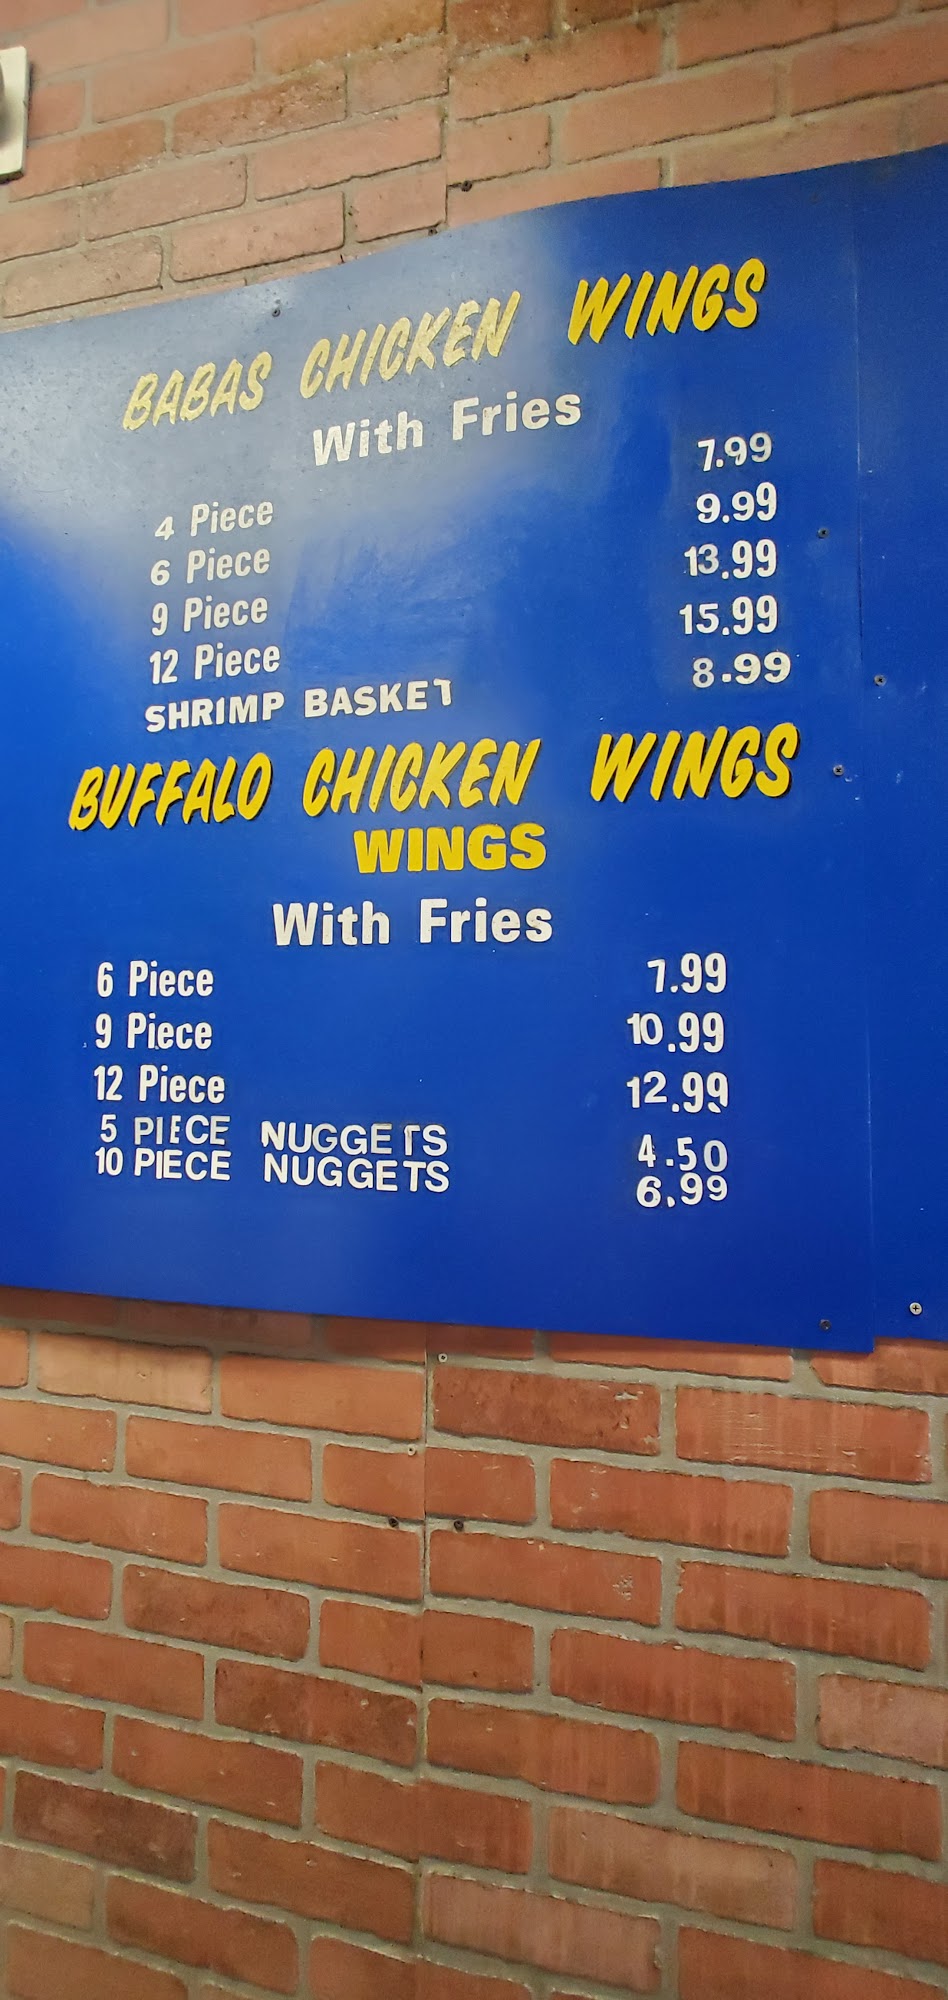 BABAS CHICKEN WINGS
With Fries
4 Piece 7.99
6 Piece 9.99
9 Piece 13.99
12 Piece 15.99
SHRIMP BASKET 8.99
BUFFALO CHICKEN WINGS
WINGS
With Fries
6 Piece 7.99
9 Piece 10.99
12 Piece 12.99
5 PIECE NUGGETS 4.50
10 PIECE NUGGETS 6.99